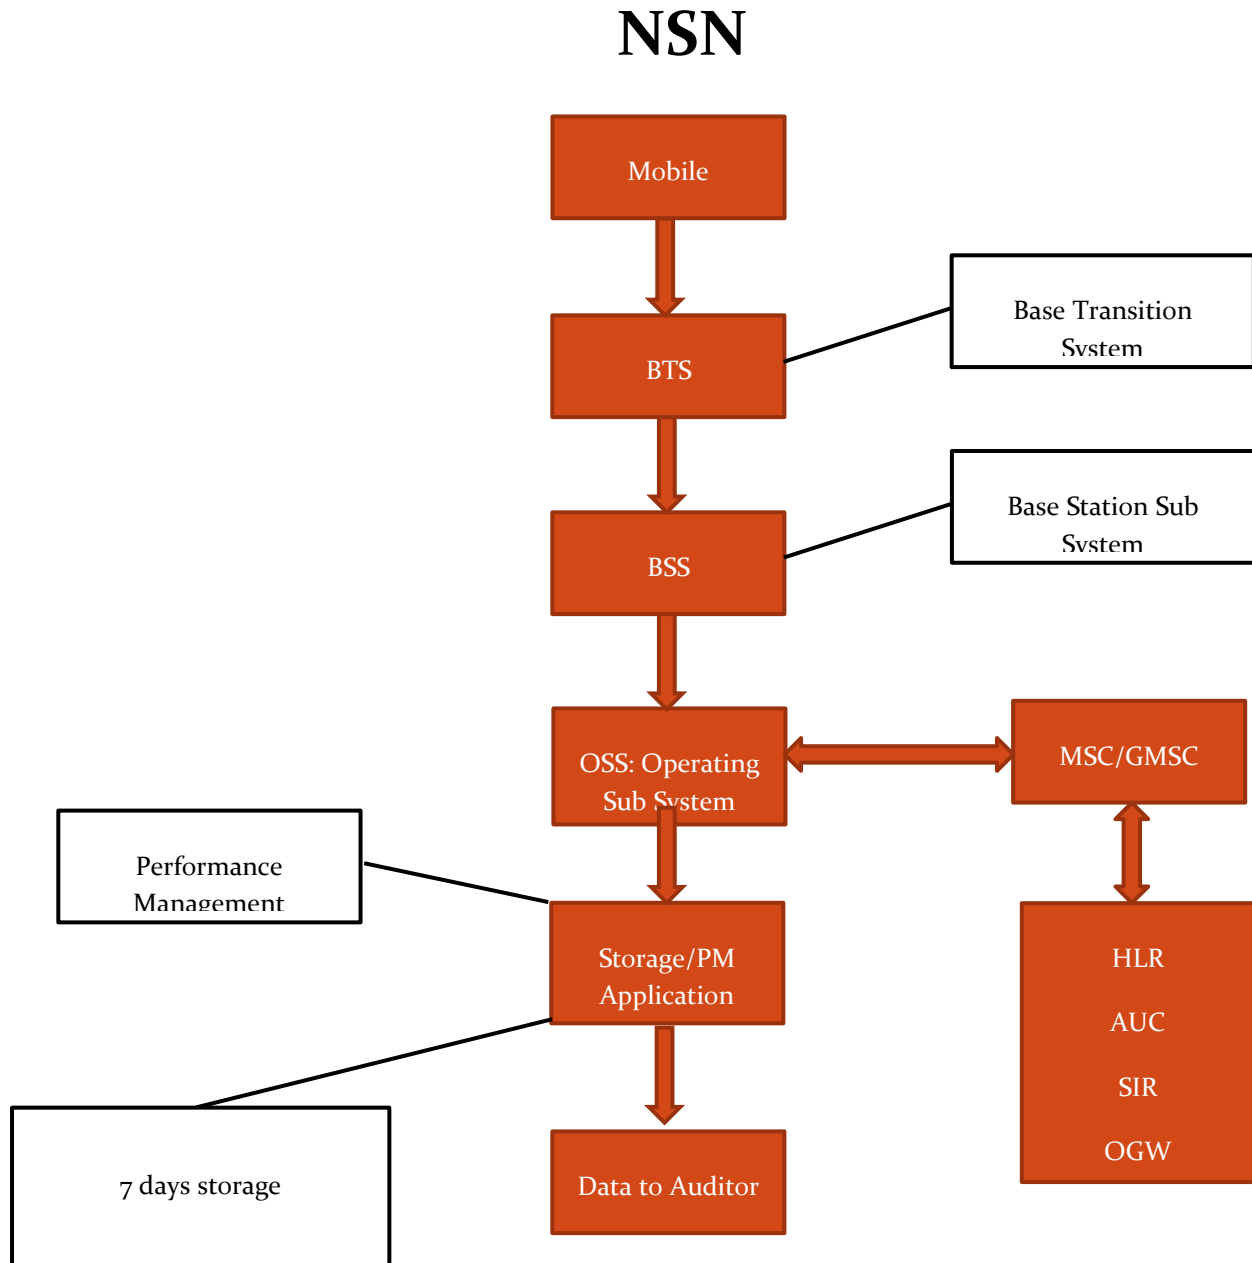 NSN
Mobile
Base Transition
System
BTS
Base Station Sub
System
BSS
OSS: Operating
Sub System
MSC/GMSC
Performance
Management
Storage/PM
Application
HLR
AUC
SIR
OGW
7 days storage
Data to Auditor